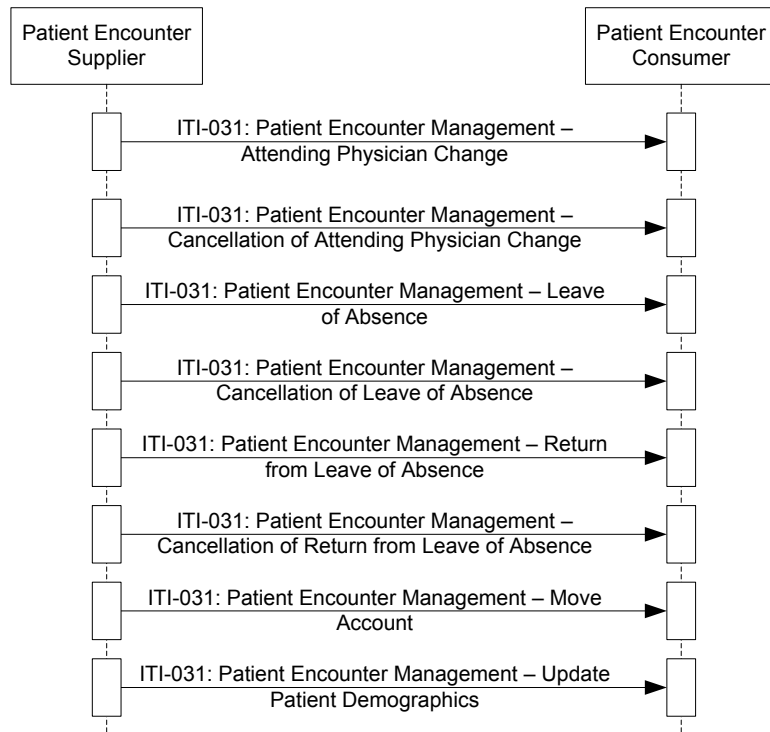 Patient Encounter
Supplier
Patient Encounter
Consumer
ITI-031: Patient Encounter Management –
Attending Physician Change
ITI-031: Patient Encounter Management –
Cancellation of Attending Physician Change
ITI-031: Patient Encounter Management – Leave
of Absence
ITI-031: Patient Encounter Management –
Cancellation of Leave of Absence
ITI-031: Patient Encounter Management – Return
from Leave of Absence
ITI-031: Patient Encounter Management –
Cancellation of Return from Leave of Absence
ITI-031: Patient Encounter Management – Move
Account
ITI-031: Patient Encounter Management – Update
Patient Demographics